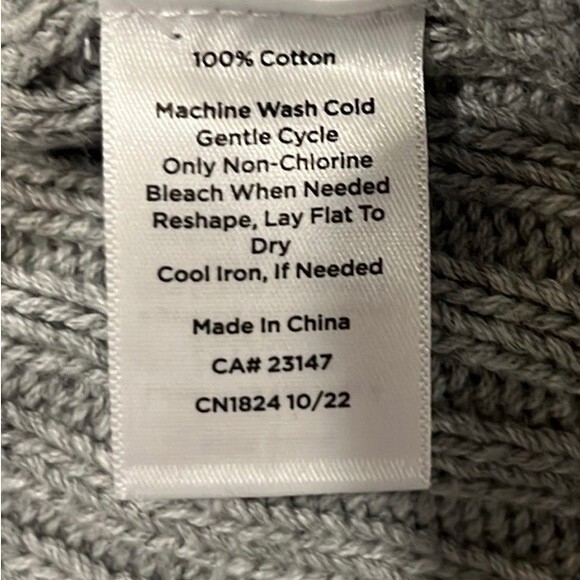 100% Cotton
Machine Wash Cold
Gentle Cycle
Only Non-Chlorine
Bleach When Needed
Reshape, Lay Flat To
Dry
Cool Iron, If Needed
Made In China
CA# 23147
CN1824 10/22